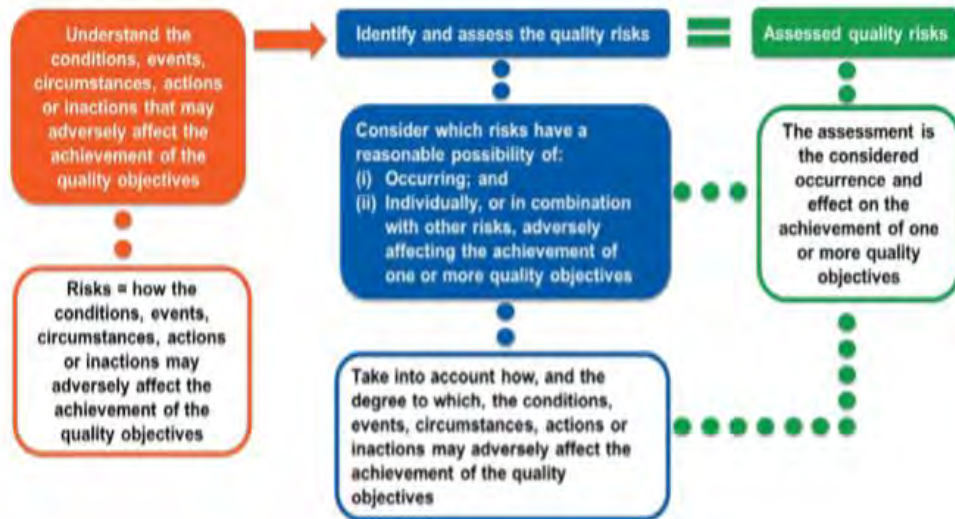 Understand the
conditions, events,
circumstances, actions
or inactions that may
adversely affect the
achievement of the
quality objectives
Risks = how the
conditions, events,
circumstances, actions
or inactions may
adversely affect the
achievement of the
quality objectives
Identify and assess the quality risks
Consider which risks have a
reasonable possibility of:
(i) Occurring; and
(ii) Individually, or in combination
with other risks, adversely
affecting the achievement of
one or more quality objectives
Take into account how, and the
degree to which, the conditions,
events, circumstances, actions or
inactions may adversely affect the
achievement of the quality
objectives
Assessed quality risks
The assessment is
the considered
occurrence and
effect on the
achievement of one
or more quality
objectives